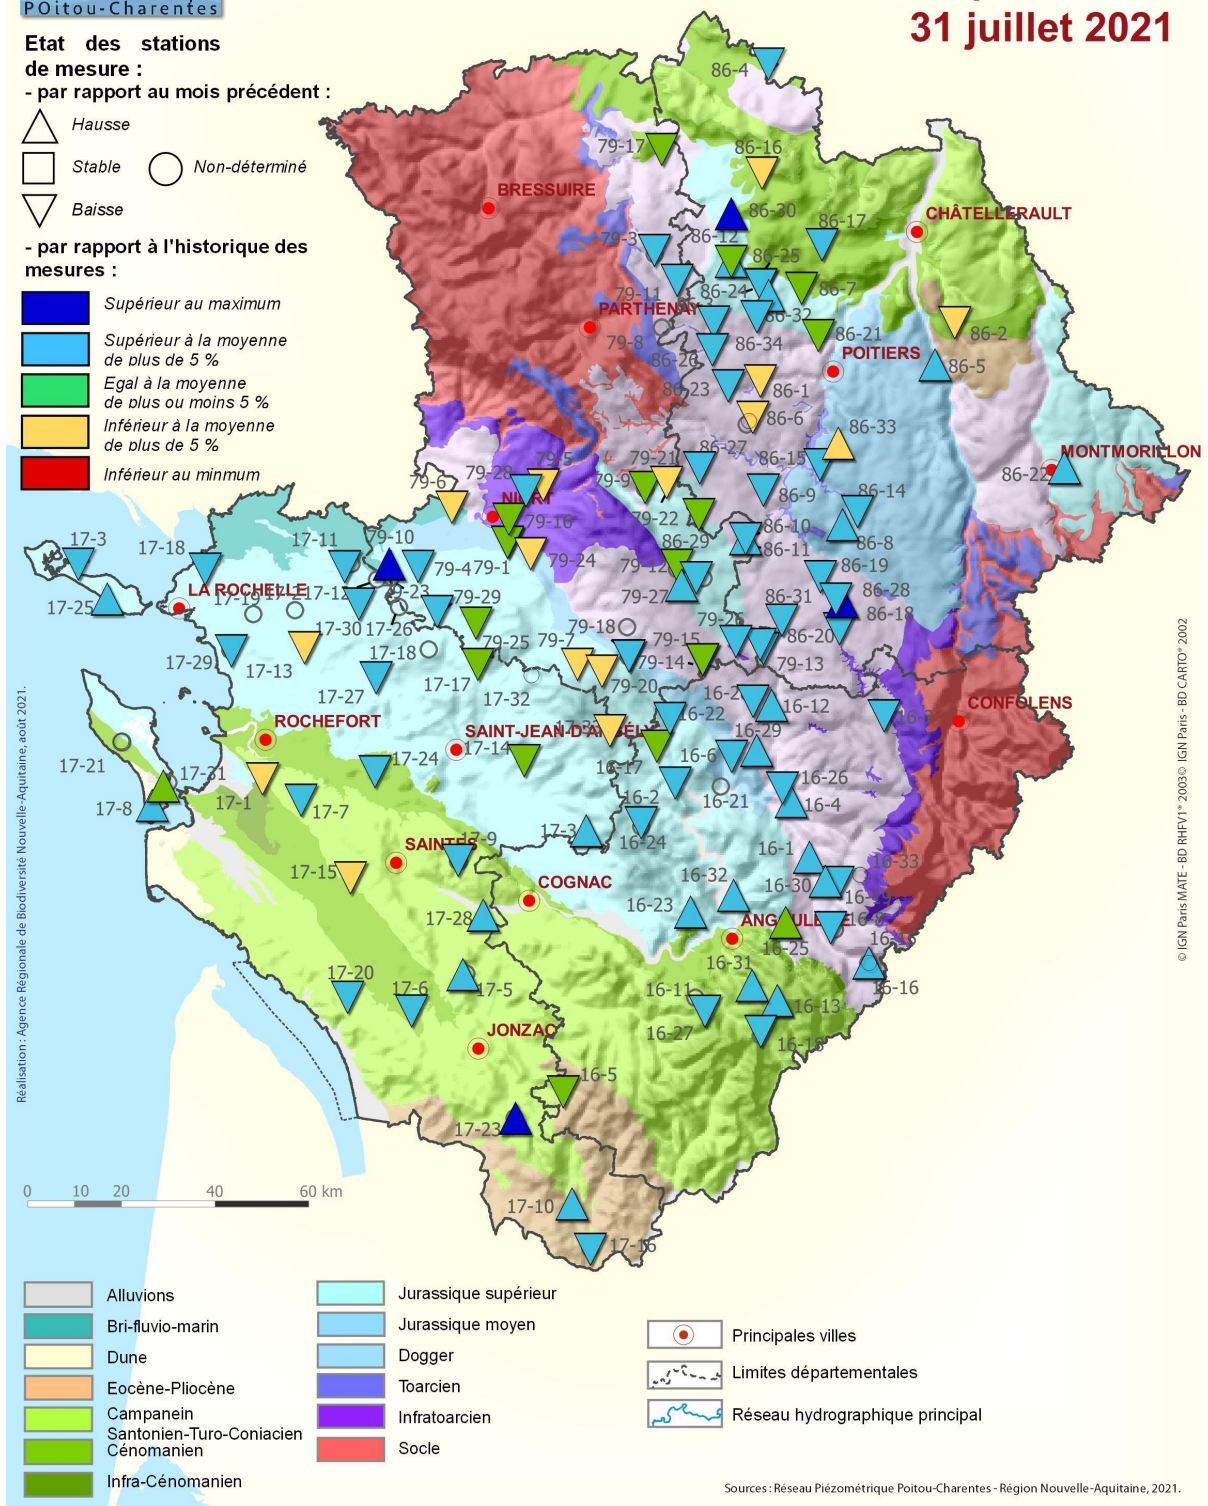 POitou-Charentes
31 juillet 2021
Etat des stations
de mesure :
- par rapport au mois précédent :
Hausse
Stable
Non-déterminé
Baisse
- par rapport à l'historique des
mesures :
Supérieur au maximum
Supérieur à la moyenne
de plus de 5 %
Egal à la moyenne
de plus ou moins 5 %
Inférieur à la moyenne
de plus de 5 %
Inférieur au minmum
86-4
79-17
86-16
BRESSUIRE
86-30
86-17
CHÂTELLERAULT
79-3
86-12
86-25
79-11
86-24
86-7
PARTHENAY
86-32
79-8
86-34
86-21
86-2
86-26
POITIERS
86-5
86-23
86-1
86-6
86-33
79-5
86-27
MONTMORILLON
79-6
79-28
79-21
86-15
79-9
86-22
NIORT
86-9
86-14
79-16
79-22
17-3
17-18
17-11
79-10
86-29
86-10
86-8
79-24
86-11
79-4
79-1
79-12
86-19
LA ROCHELLE
17-25
17-19
17-12
79-23
79-29
79-27
86-31
86-28
17-30
17-26
79-18
79-26
86-18
17-29
17-13
17-18
79-25
79-7
79-15
86-20
17-27
17-17
79-14
79-13
17-32
79-20
16-12
ROCHEFORT
SAINT-JEAN-D'ANGÉLY
16-22
CONFOLENS
17-14
16-29
17-24
16-17
16-6
17-21
17-31
16-26
17-8
17-1
17-7
16-2
16-21
16-4
SAINTES
17-9
17-3
16-24
16-1
16-33
17-15
COGNAC
16-32
16-30
17-28
16-23
16-25
16-31
17-20
17-6
17-5
16-11
16-13
16-16
16-27
16-18
JONZAC
16-5
17-23
17-10
17-16
0 10 20 40 60 km
Alluvions
Bri-fluvio-marin
Dune
Eocène-Pliocène
Campanein
Santonien-Turo-Coniacien
Cénomanien
Infra-Cénomanien
Jurassique supérieur
Jurassique moyen
Dogger
Toarcien
Infratoarcien
Socle
Principales villes
Limites départementales
Réseau hydrographique principal
Sources : Réseau Piézométrique Poitou-Charentes - Région Nouvelle-Aquitaine, 2021.
Réalisation : Agence Régionale de Biodiversité Nouvelle-Aquitaine, août 2021.
© IGN Paris MATE - BD RHFV1® 2003© IGN Paris - BD CARTO® 2002